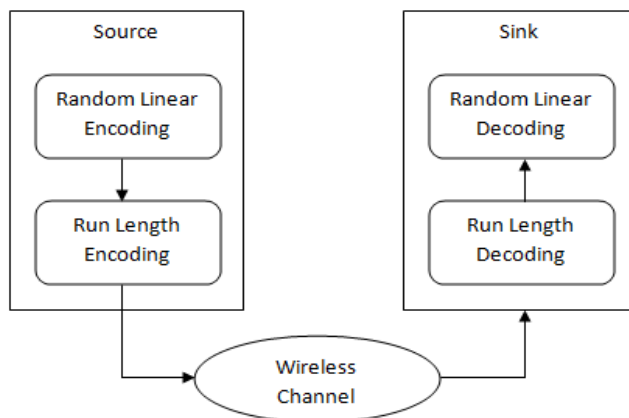 Source
Random Linear
Encoding
Run Length
Encoding
Sink
Random Linear
Decoding
Run Length
Decoding
Wireless
Channel